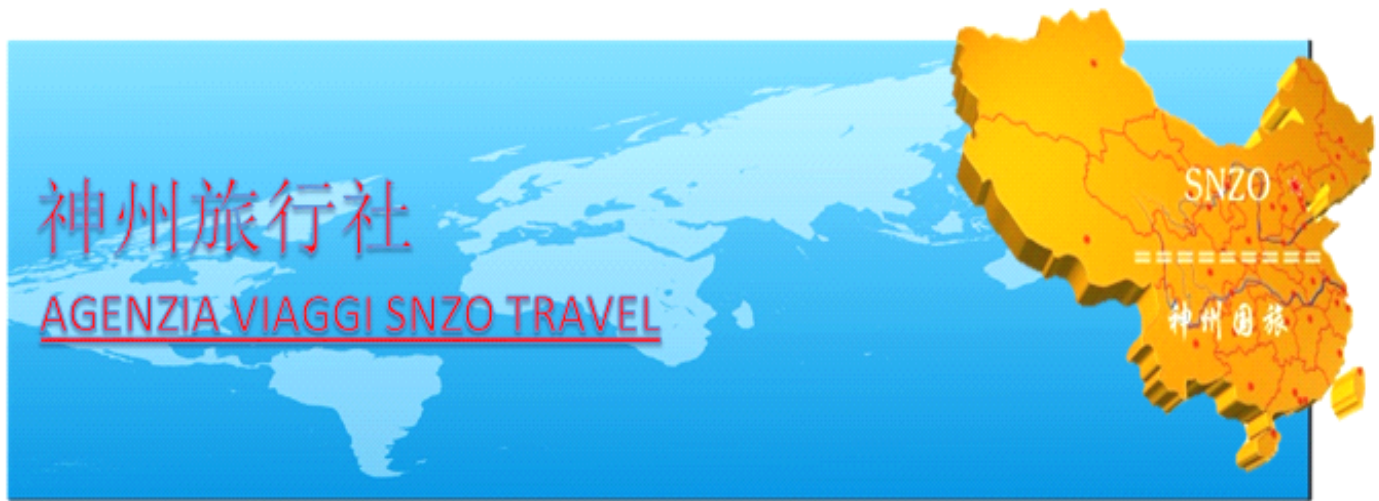 神州旅行社
AGENZIA VIAGGI SNZO TRAVEL
SNZO
==========
神州国旅